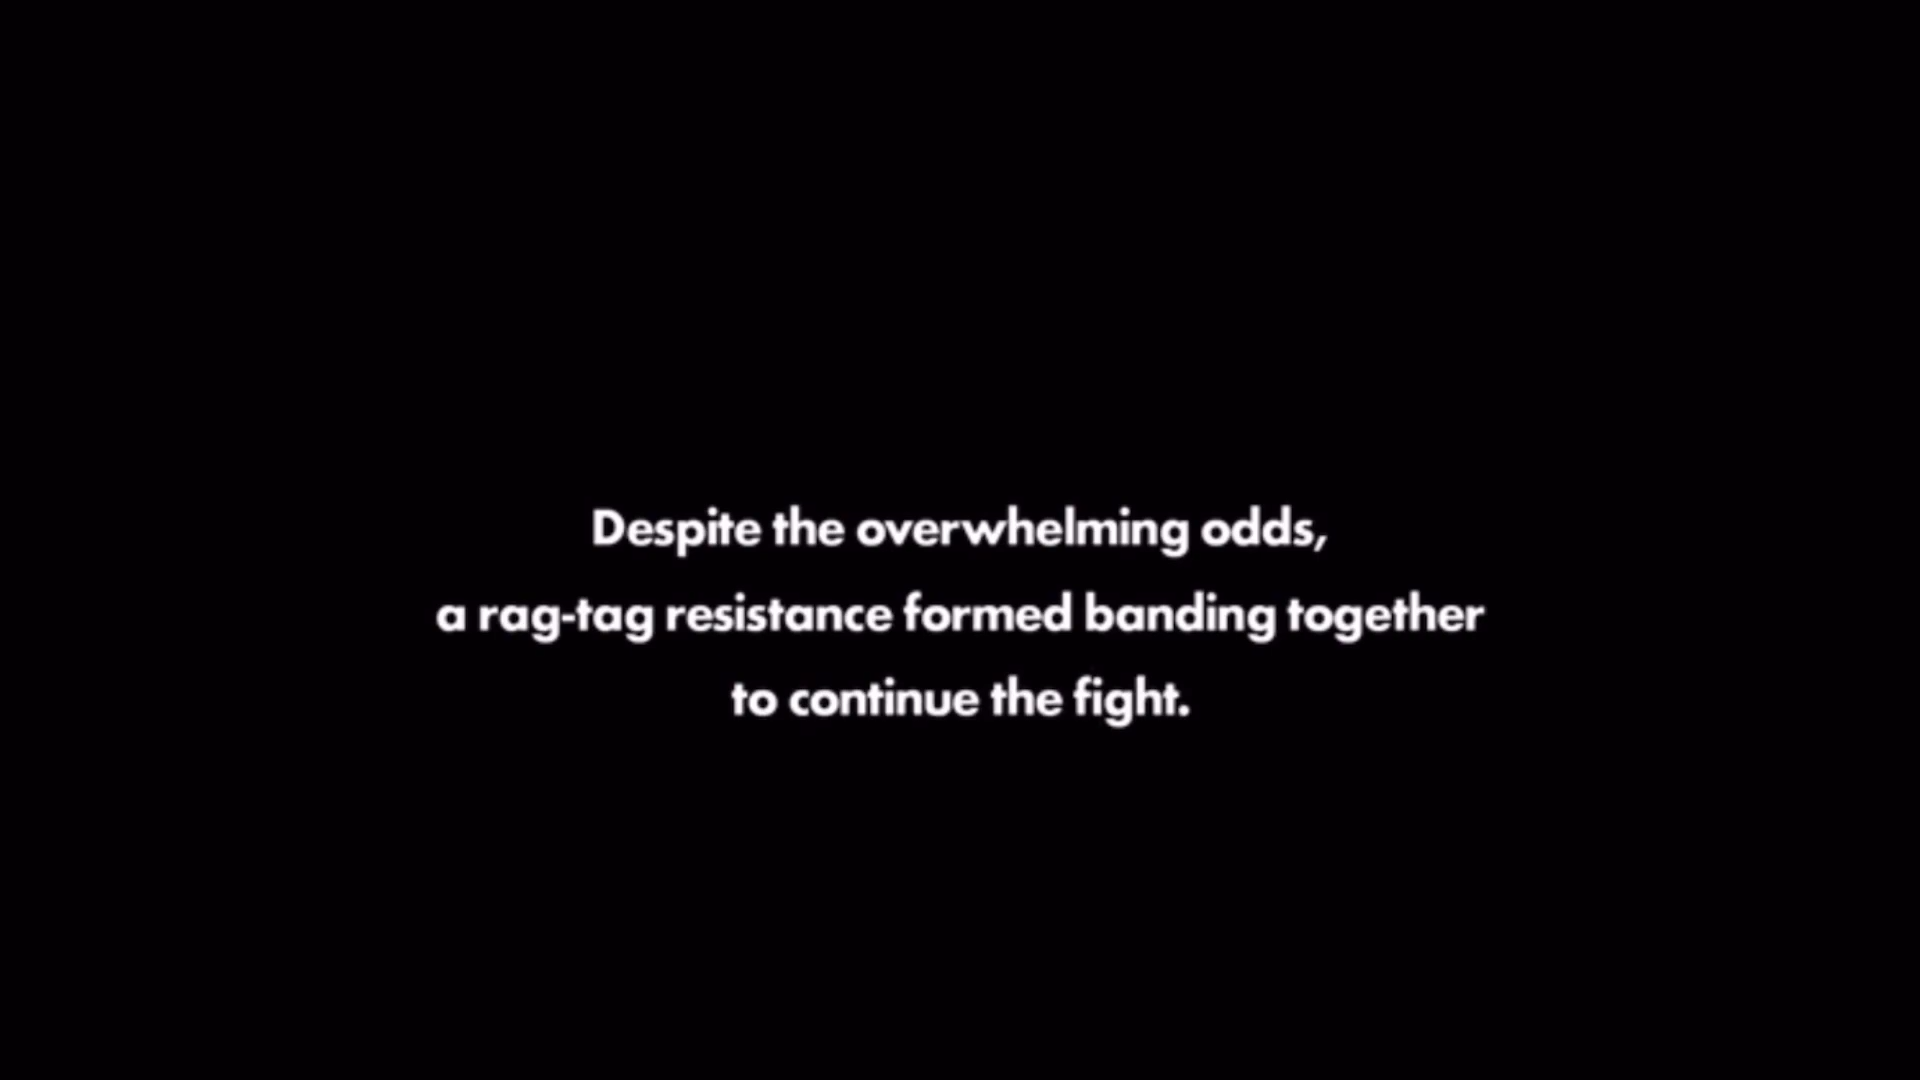 Despite the overwhelming odds,
a rag-tag resistance formed banding together
to continue the fight.